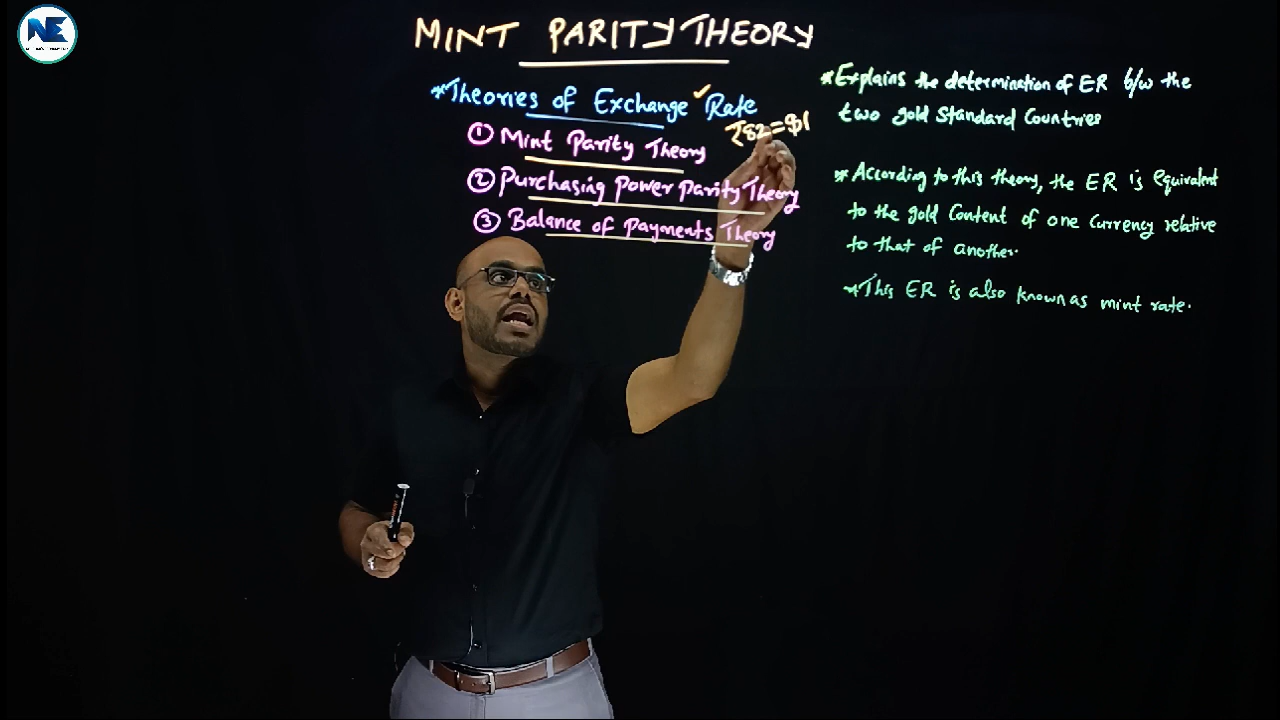 NE
MINT PARITY THEORY
*Theories of Exchange Rate
₹82=$1
① Mint Parity Theory
② Purchasing power parity Theory
③ Balance of payments Theory
*Explains the determination of ER b/w the
two gold Standard Countries
*According to this theory, the ER is equivalent
to the gold Content of one Currency relative
to that of another.
*This ER is also known as mint rate.